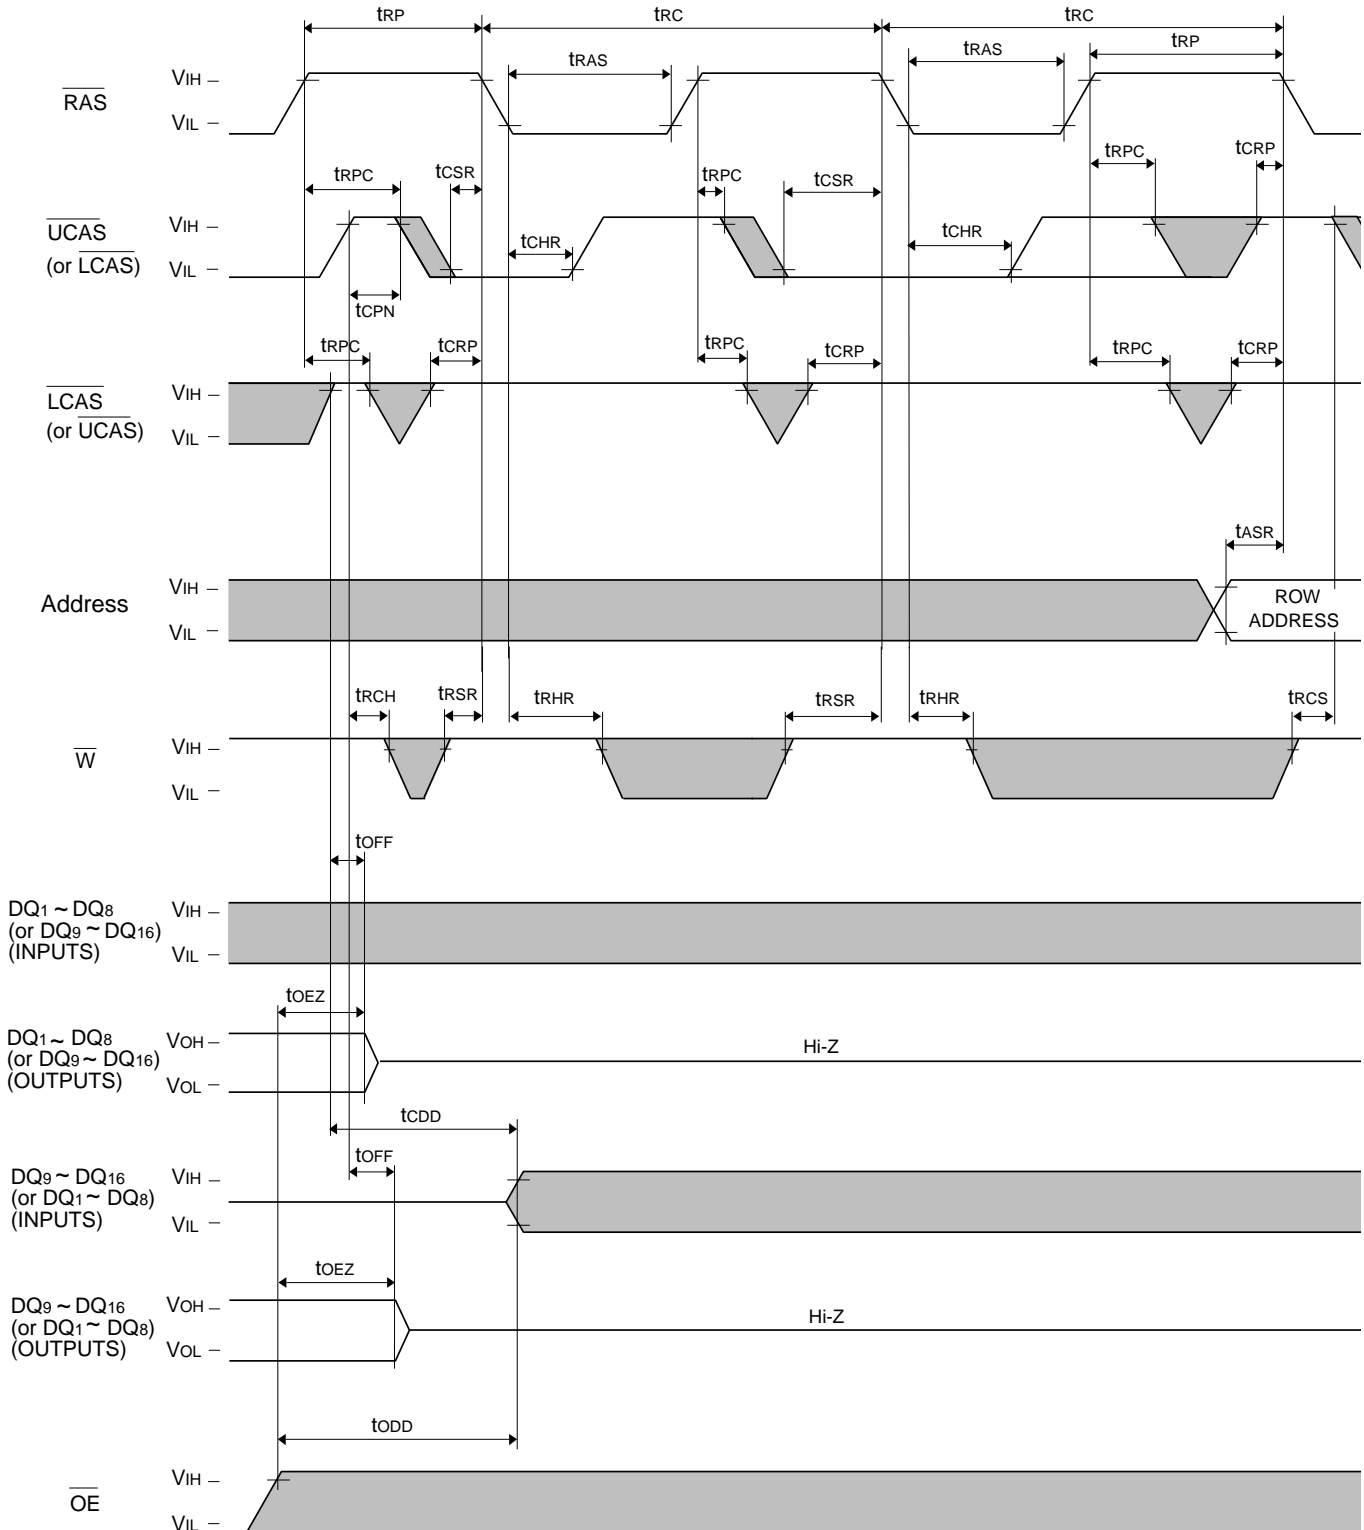 tRP tRC tRC
tRAS tRAS tRP
RAS VIH
VIL
tRPC tCSR tRPC tCSR tRPC tCRP
UCAS VIH
(or LCAS) VIL
tCHR tCHR
tCPN
tRPC tCRP tRPC tCRP tRPC tCRP
LCAS VIH
(or UCAS) VIL
tASR
Address VIH
VIL
ROW
ADDRESS
tRCH tRSR tRHR tRSR tRHR tRCS
W VIH
VIL
tOFF
DQ1 ~ DQ8 VIH
(or DQ9 ~ DQ16)
(INPUTS) VIL
tOEZ
DQ1 ~ DQ8 VOH
(or DQ9 ~ DQ16) Hi-Z
(OUTPUTS) VOL
tCDD
tOFF
DQ9 ~ DQ16 VIH
(or DQ1 ~ DQ8)
(INPUTS) VIL
tOEZ
DQ9 ~ DQ16 VOH
(or DQ1 ~ DQ8) Hi-Z
(OUTPUTS) VOL
tODD
OE VIH
VIL